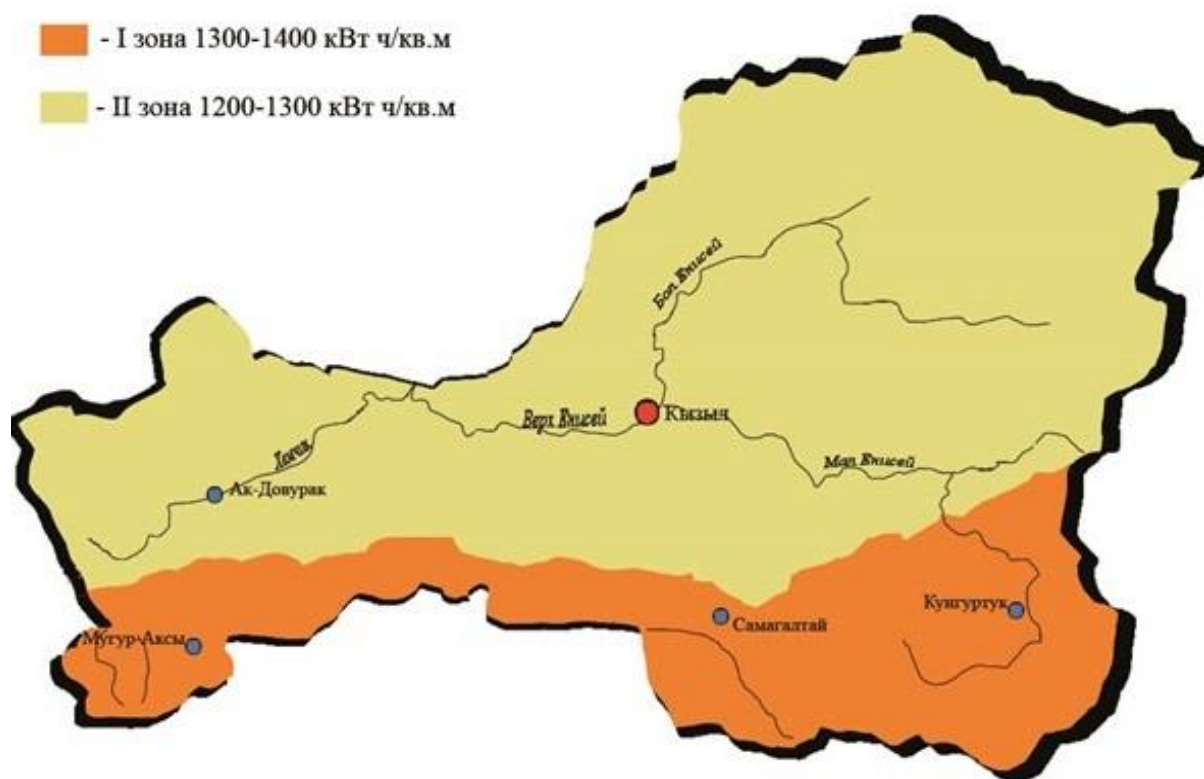 - I зона 1300-1400 кВт ч/кв.м
- II зона 1200-1300 кВт ч/кв.м
Бол Енисей
Верх Енисей
Кызыл
Мал Енисей
Ак-Довурак
Кунгуртук
Самагалтай
Мугур-Аксы